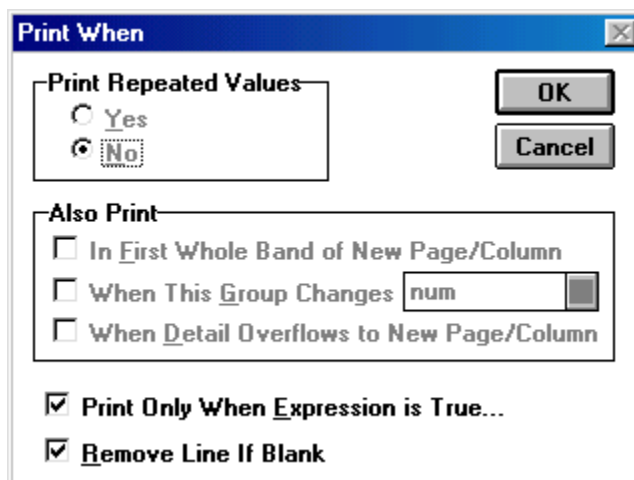 Print When
Print Repeated Values
Yes
No
OK
Cancel
Also Print
In First Whole Band of New Page/Column
When This Group Changes num
When Detail Overflows to New Page/Column
Print Only When Expression is True...
Remove Line If Blank